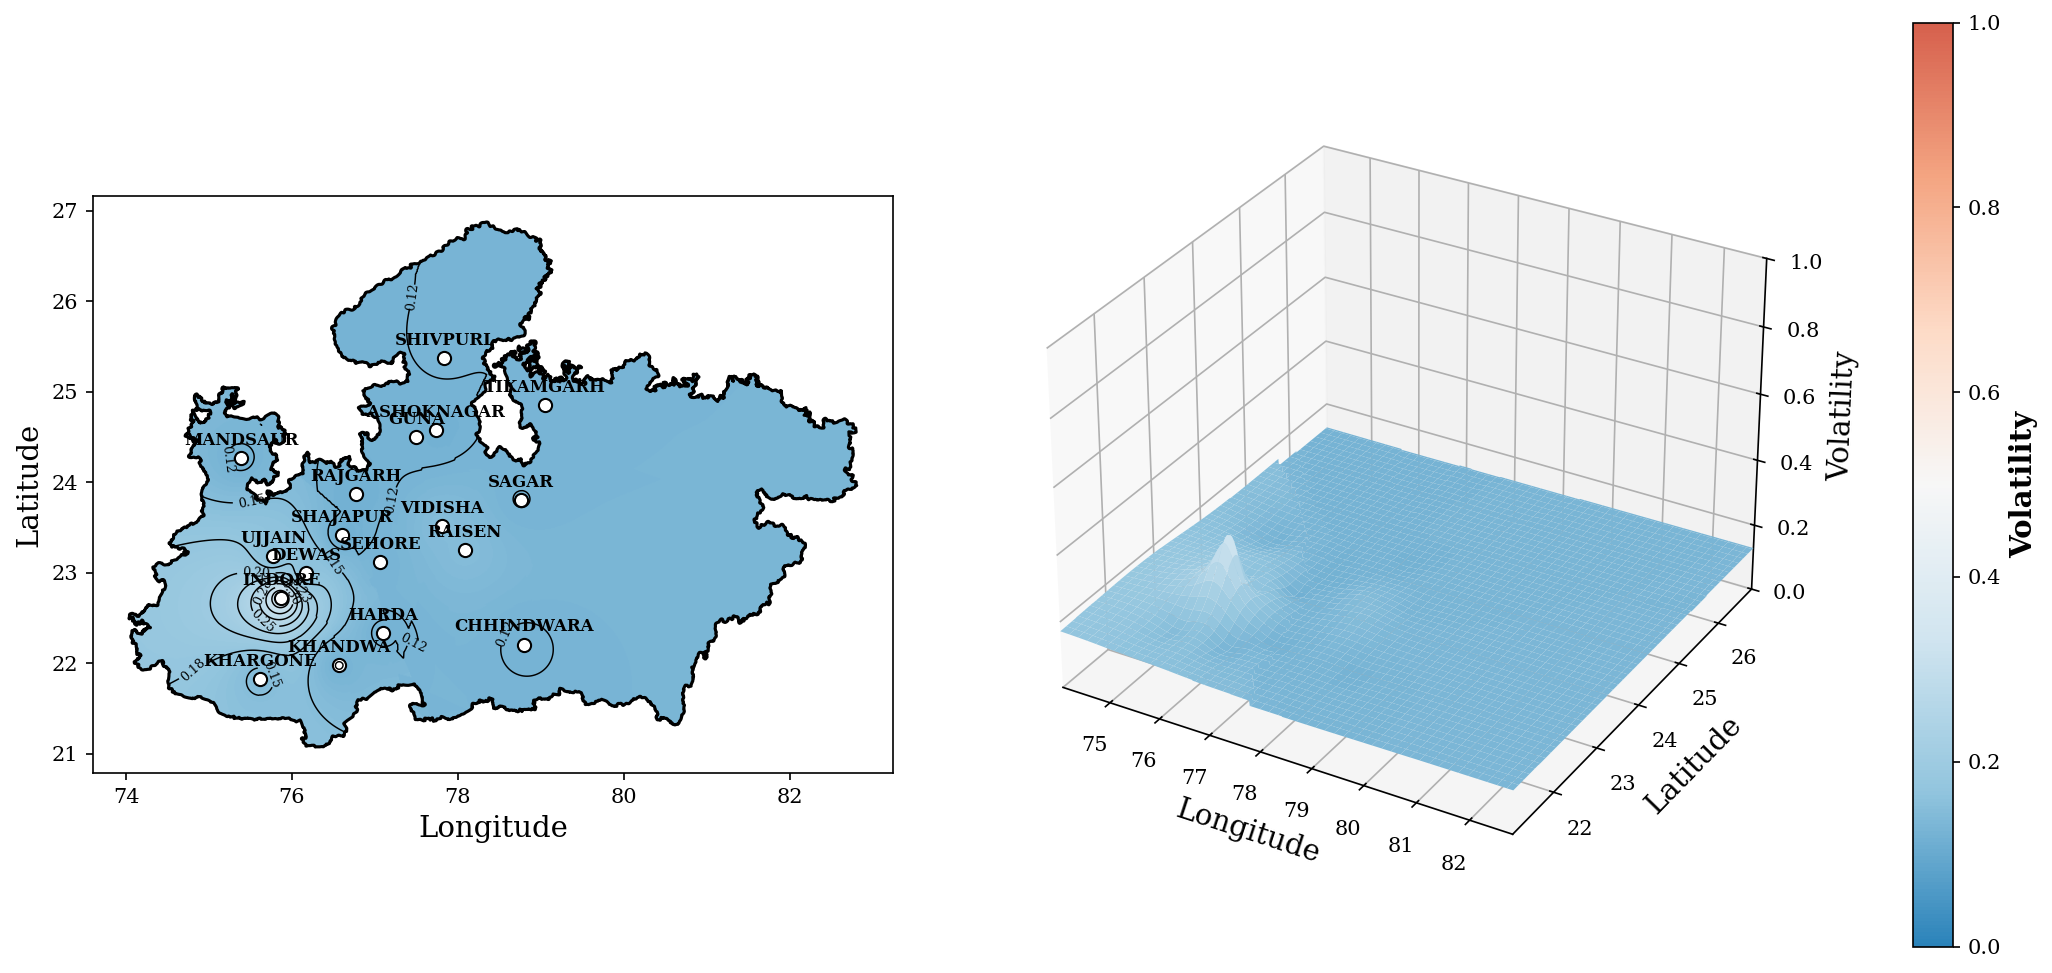 27
26
25
24
23
22
21
Latitude
74
76
78
80
82
Longitude
0.12
SHIVPURI
TIKAMGARH
ASHOKNAGAR
GUNA
MANDSAUR
0.12
RAJGARH
SAGAR
0.15
0.12
VIDISHA
SHAJAPUR
RAISEN
UJJAIN
SEHORE
DEWAS
0.15
0.20
INDORE
0.25
HARDA
0.12
CHHINDWARA
KHANDWA
KHARGONE
0.18
0.15
1.0
0.8
0.6
0.4
0.2
0.0
Volatility
75
76
77
78
79
80
81
82
Longitude
22
23
24
25
26
Latitude
1.0
0.8
0.6
0.4
0.2
0.0
Volatility